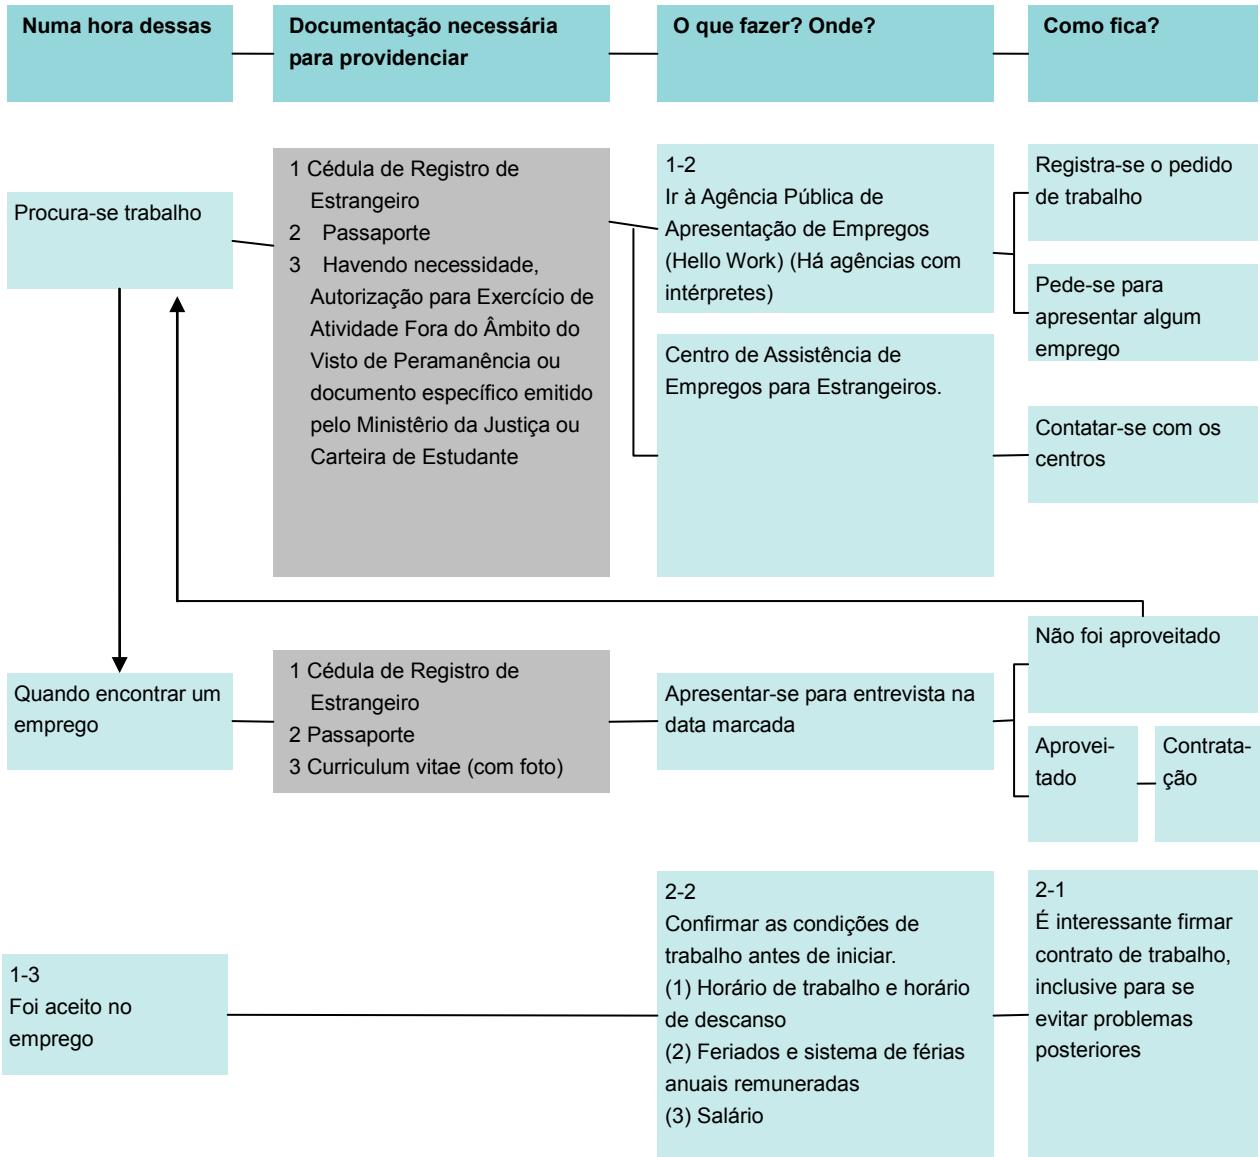 Numa hora dessas
Documentação necessária
para providenciar
O que fazer? Onde?
Como fica?
Procura-se trabalho
1 Cédula de Registro de
Estrangeiro
2 Passaporte
3 Havendo necessidade,
Autorização para Exercício de
Atividade Fora do Âmbito do
Visto de Peramanência ou
documento específico emitido
pelo Ministêrio da Justiça ou
Carteira de Estudante
1-2
Ir à Agência Pública de
Apresentação de Empregos
(Hello Work) (Há agências com
intérpretes)
Centro de Assistência de
Empregos para Estrangeiros.
Registra-se o pedido
de trabalho
Pede-se para
apresentar algum
emprego
Contatar-se com os
centros
Quando encontrar um
emprego
1 Cédula de Registro de
Estrangeiro
2 Passaporte
3 Curriculum vitae (com foto)
Apresentar-se para entrevista na
data marcada
Não foi aproveitado
Aprovei-
tado
Contrata-
ção
1-3
Foi aceito no
emprego
2-2
Confirmar as condições de
trabalho antes de iniciar.
(1) Horário de trabalho e horário
de descanso
(2) Feriados e sistema de férias
anuais remuneradas
(3) Salário
2-1
É interessante firmar
contrato de trabalho,
inclusive para se
evitar problemas
posteriores